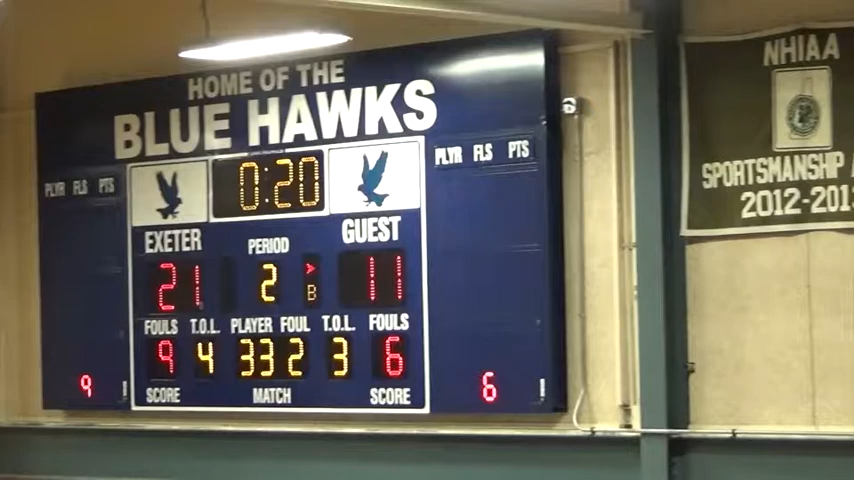 HOME OF THE
BLUE HAWKS
PLYR FLS PTS
0:20
PLYR FLS PTS
EXETER
PERIOD
GUEST
21
2
>
B
11
FOULS T.O.L. PLAYER FOUL T.O.L. FOULS
9 4 33 2 3 6
SCORE MATCH SCORE
9
6
NHIAA
SPORTSMANSHIP
2012-201